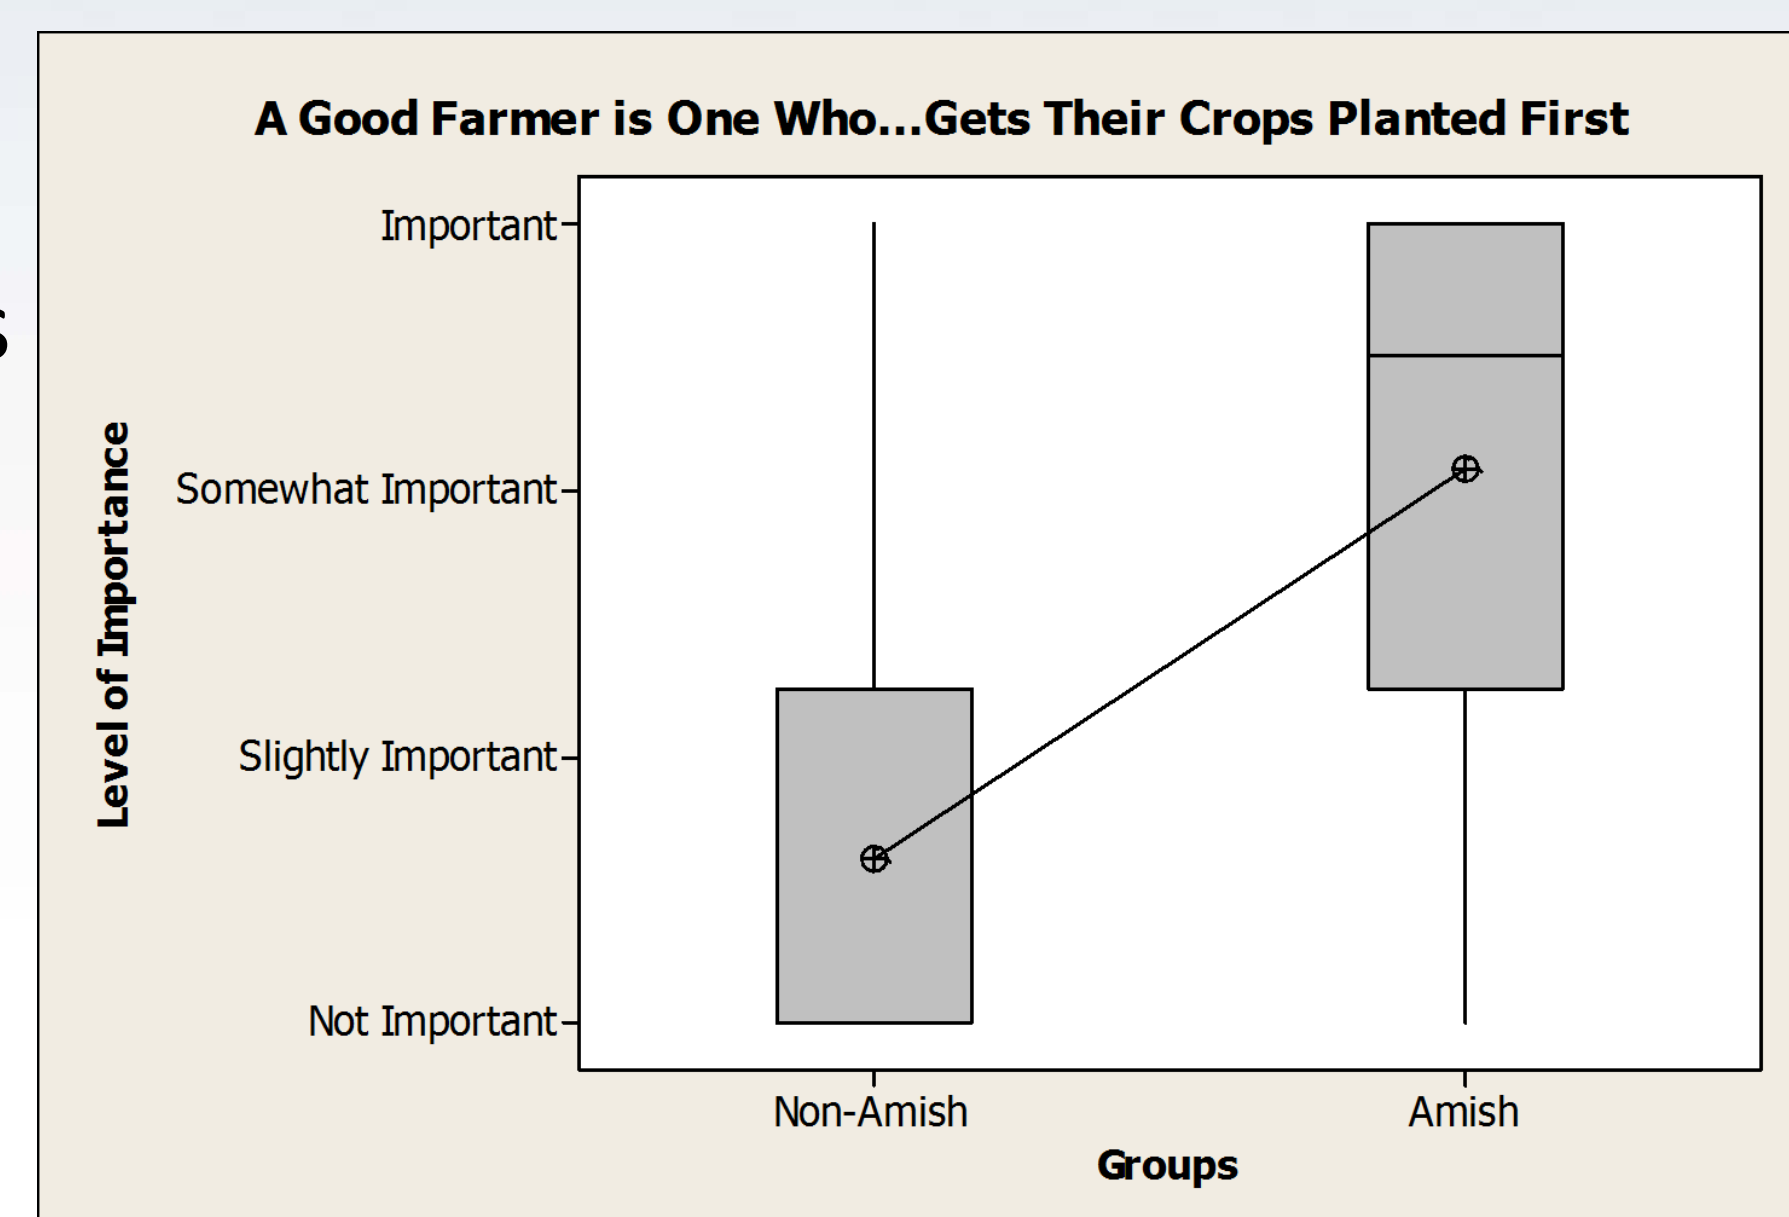 A Good Farmer is One Who...Gets Their Crops Planted First
s
Important
Somewhat Important
Slightly Important
Not Important
Level of Importance
Non-Amish
Amish
Groups